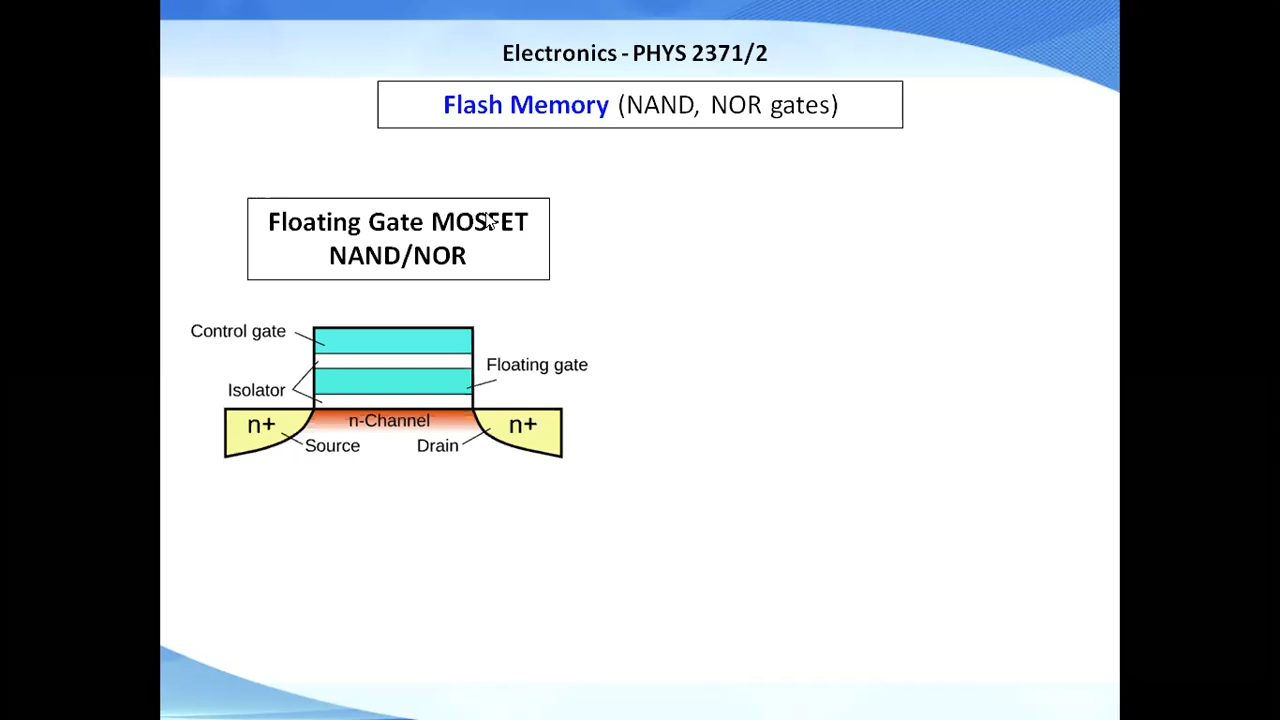 Electronics - PHYS 2371/2
Flash Memory (NAND, NOR gates)
Floating Gate MOSFET
NAND/NOR
Control gate
Floating gate
Isolator
n-Channel
n+
n+
Source
Drain